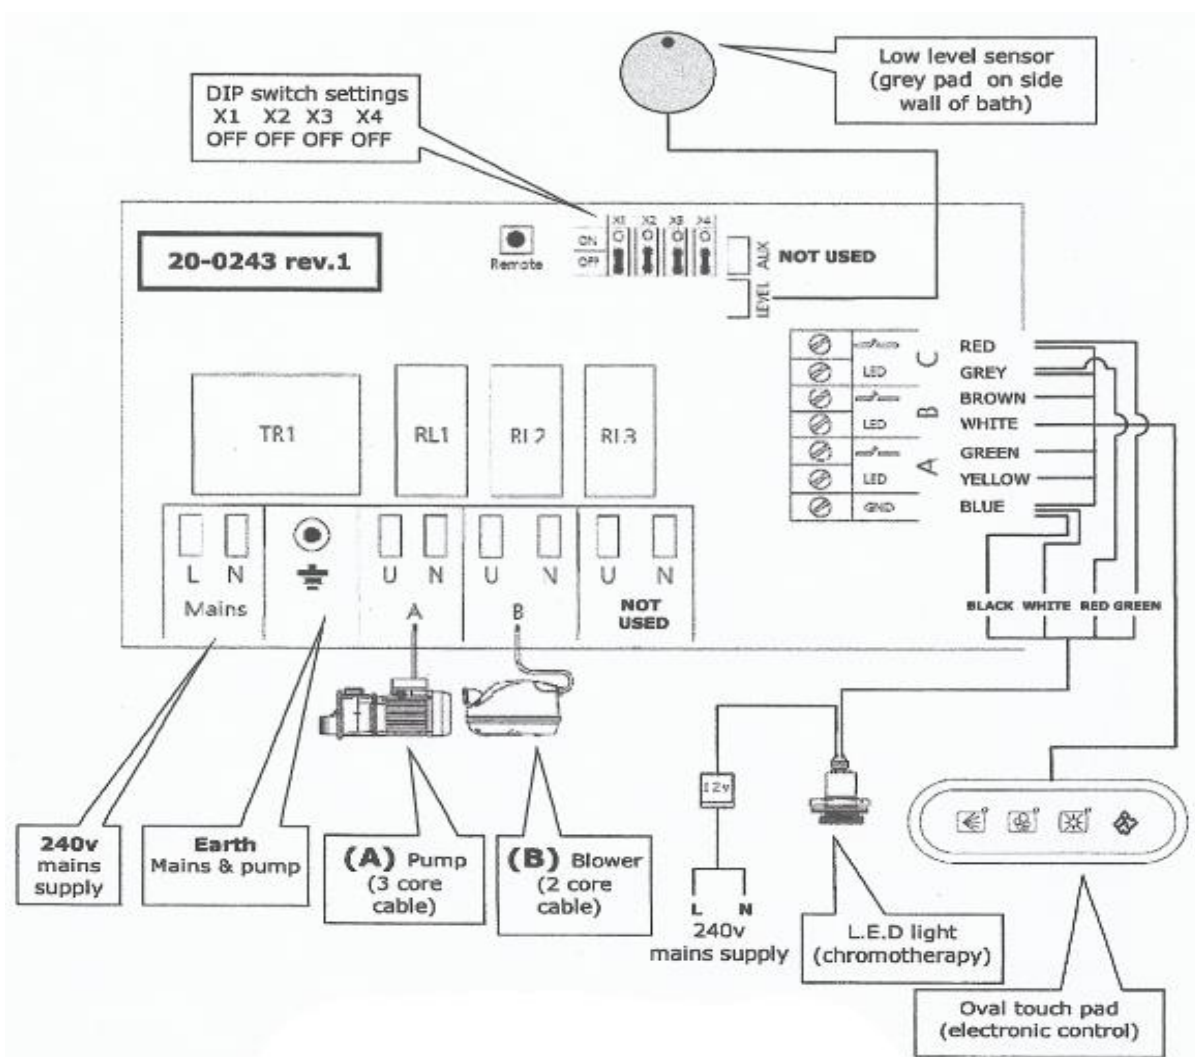 Low level sensor
(grey pad on side
wall of bath)
DIP switch settings
X1 X2 X3 X4
OFF OFF OFF OFF
X1 X2 X3 X4
ON
OFF
Remote
AUX
NOT USED
LEVEL
20-0243 rev.1
C
RED
LED
GREY
B
BROWN
LED
WHITE
A
GREEN
LED
YELLOW
GND
BLUE
TR1
RL1
RL2
RL3
L N
U N
U N
U N
Mains
A
B
NOT
USED
BLACK WHITE RED GREEN
12v
240v
mains
supply
Earth
Mains & pump
(A) Pump
(3 core
cable)
(B) Blower
(2 core
cable)
L N
240v
mains supply
L.E.D light
(chromotherapy)
Oval touch pad
(electronic control)